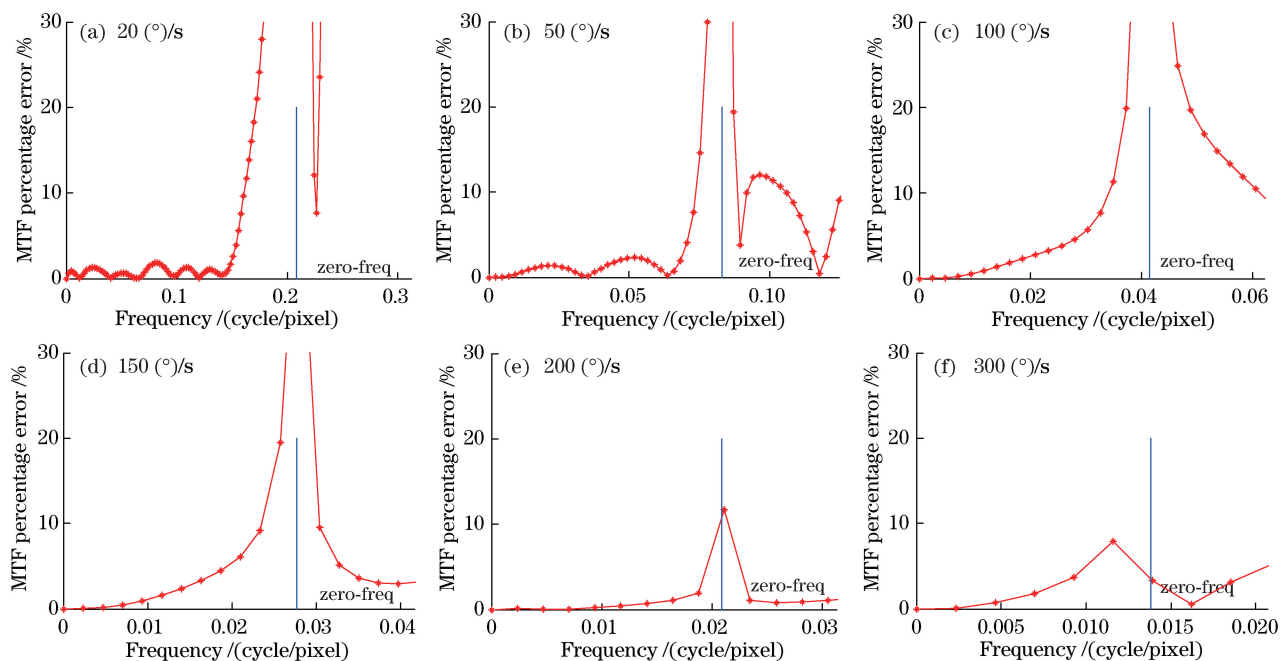 (a) 20 (°)/s
MTF percentage error /%
30
20
10
0
0
0.1
0.2
0.3
zero-freq
Frequency /(cycle/pixel)
(b) 50 (°)/s
MTF percentage error /%
30
20
10
0
0
0.05
0.10
zero-freq
Frequency /(cycle/pixel)
(c) 100 (°)/s
MTF percentage error /%
30
20
10
0
0
0.02
0.04
0.06
zero-freq
Frequency /(cycle/pixel)
(d) 150 (°)/s
MTF percentage error /%
30
20
10
0
0
0.01
0.02
0.03
0.04
zero-freq
Frequency /(cycle/pixel)
(e) 200 (°)/s
MTF percentage error /%
30
20
10
0
0
0.01
0.02
0.03
zero-freq
Frequency /(cycle/pixel)
(f) 300 (°)/s
MTF percentage error /%
30
20
10
0
0
0.005
0.010
0.015
0.020
zero-freq
Frequency /(cycle/pixel)